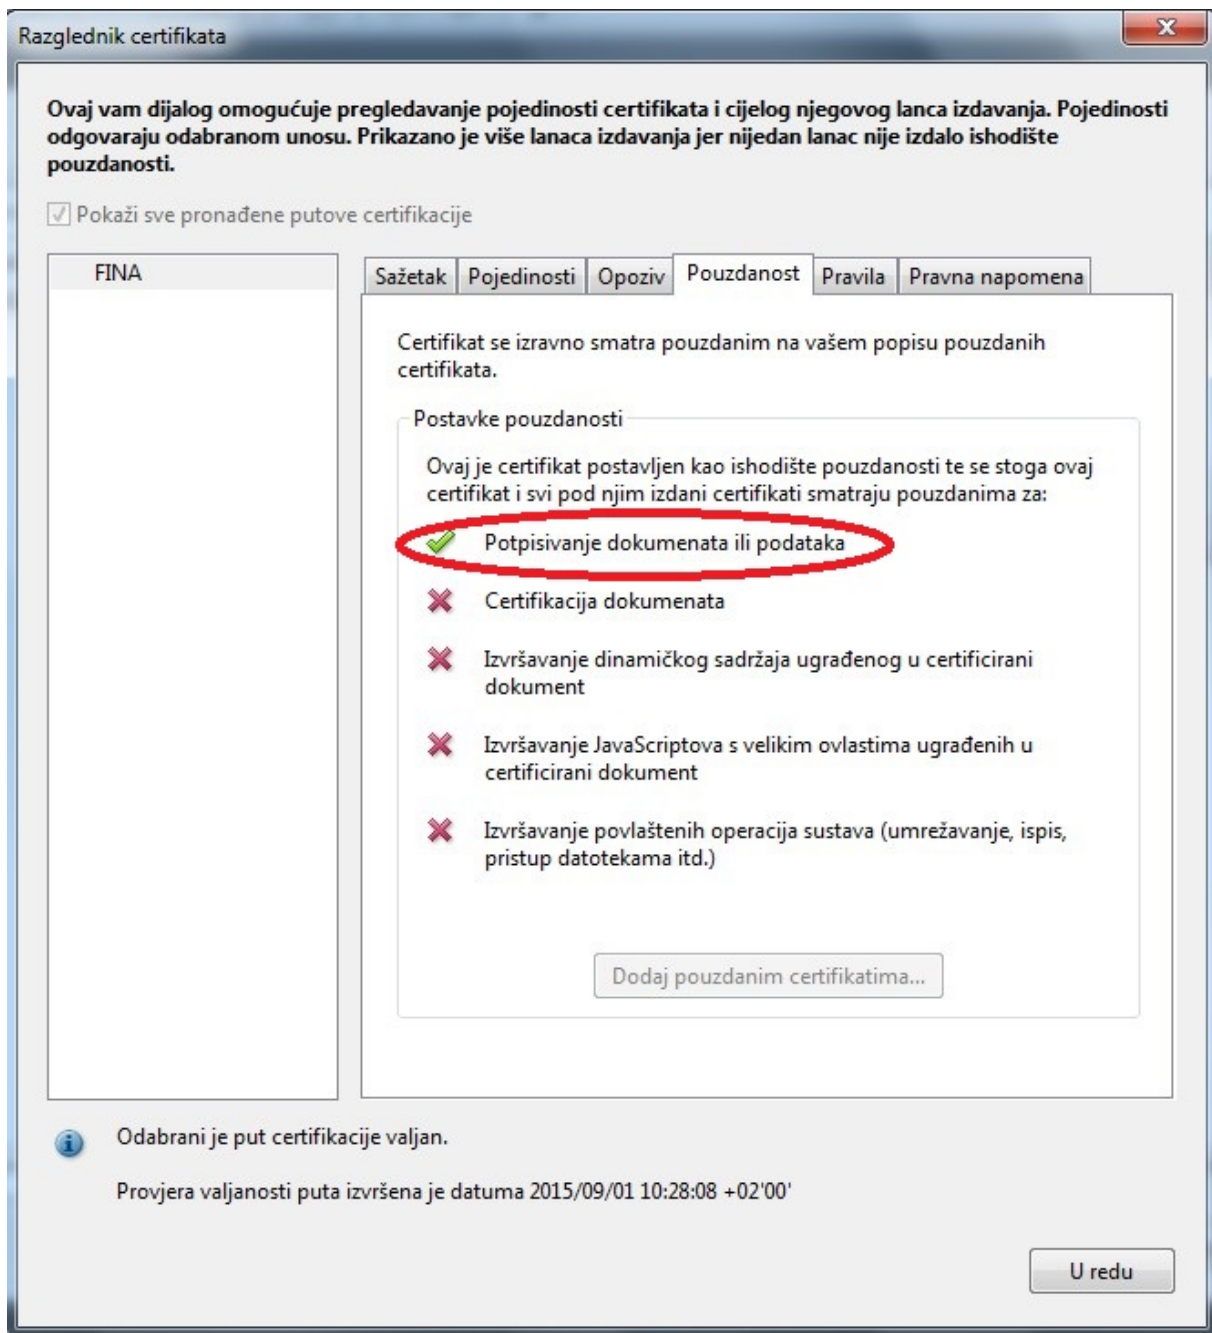 Razglednik certifikata
Ovaj vam dijalog omogućuje pregledavanje pojedinosti certifikata i cijelog njegovog lanca izdavanja. Pojedinosti
odgovaraju odabranom unosu. Prikazano je više lanaca izdavanja jer nijedan lanac nije izdalo ishodište
pouzdanosti.
Pokaži sve pronađene putove certifikacije
FINA
Sažetak Pojedinosti Opoziv Pouzdanost Pravila Pravna napomena
Certifikat se izravno smatra pouzdanim na vašem popisu pouzdanih
certifikata.
Postavke pouzdanosti
Ovaj je certifikat postavljen kao ishodište pouzdanosti te se stoga ovaj
certifikat i svi pod njim izdani certifikati smatraju pouzdanima za:
Potpisivanje dokumenata ili podataka
Certifikacija dokumenata
Izvršavanje dinamičkog sadržaja ugrađenog u certificirani
dokument
Izvršavanje JavaScriptova s velikim ovlastima ugrađenih u
certificirani dokument
Izvršavanje povlaštenih operacija sustava (umrežavanje, ispis,
pristup datotekama itd.)
Dodaj pouzdanim certifikatima...
Odabrani je put certifikacije valjan.
Provjera valjanosti puta izvršena je datuma 2015/09/01 10:28:08 +02'00'
U redu